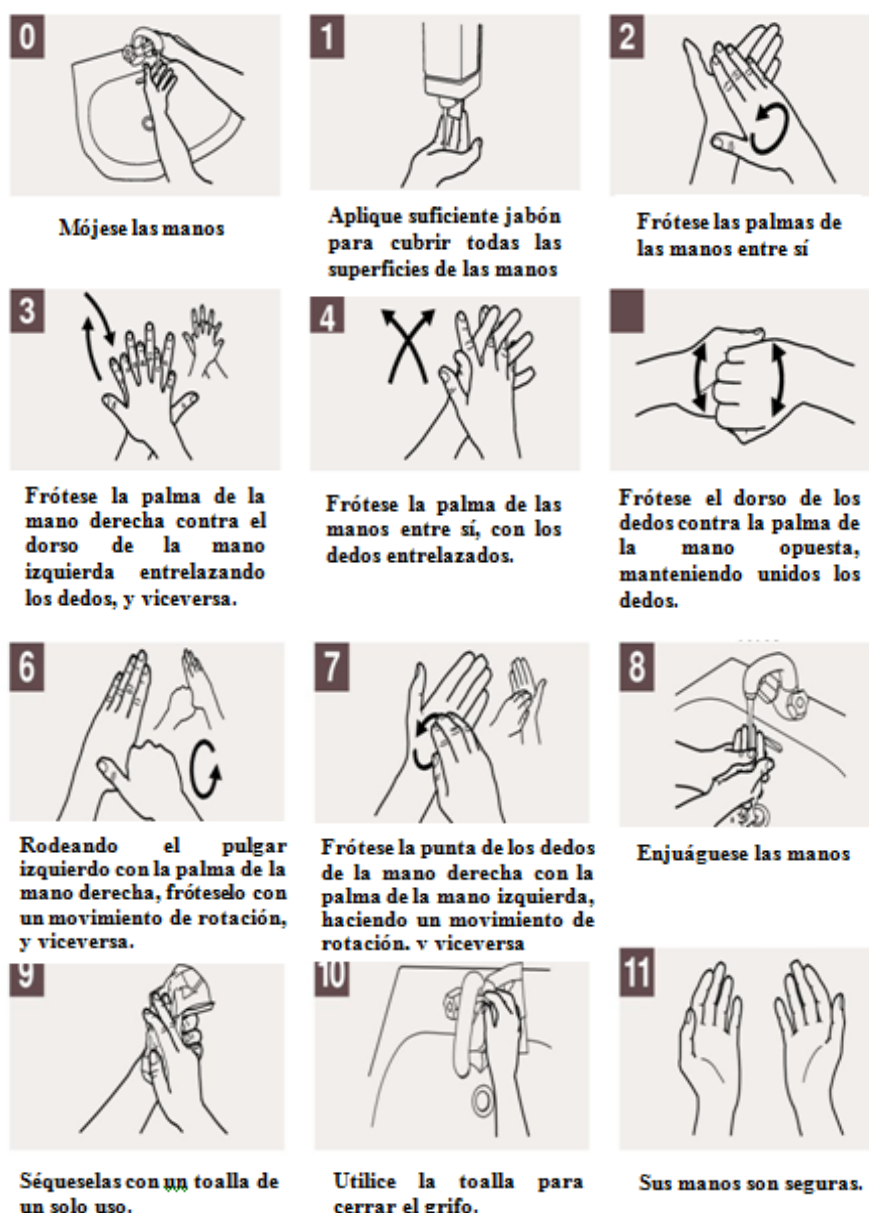 0
1
2
Mójese las manos
Aplique suficiente jabón
para cubrir todas las
superficies de las manos
Frótese las palmas de
las manos entre sí
3
4
Frótese la palma de la
mano derecha contra el
dorso de la mano
izquierda entrelazando
los dedos, y viceversa.
Frótese la palma de las
manos entre sí, con los
dedos entrelazados.
Frótese el dorso de los
dedos contra la palma de
la mano opuesta,
manteniendo unidos los
dedos.
6
7
8
Rodeando el pulgar
izquierdo con la palma de la
mano derecha, fróteselo con
un movimiento de rotación,
y viceversa.
Frótese la punta de los dedos
de la mano derecha con la
palma de la mano izquierda,
haciendo un movimiento de
rotación. y viceversa
Enjuáguese las manos
9
10
11
Séqueselas con un toalla de
un solo uso.
Utilice la toalla para
cerrar el grifo.
Sus manos son seguras.